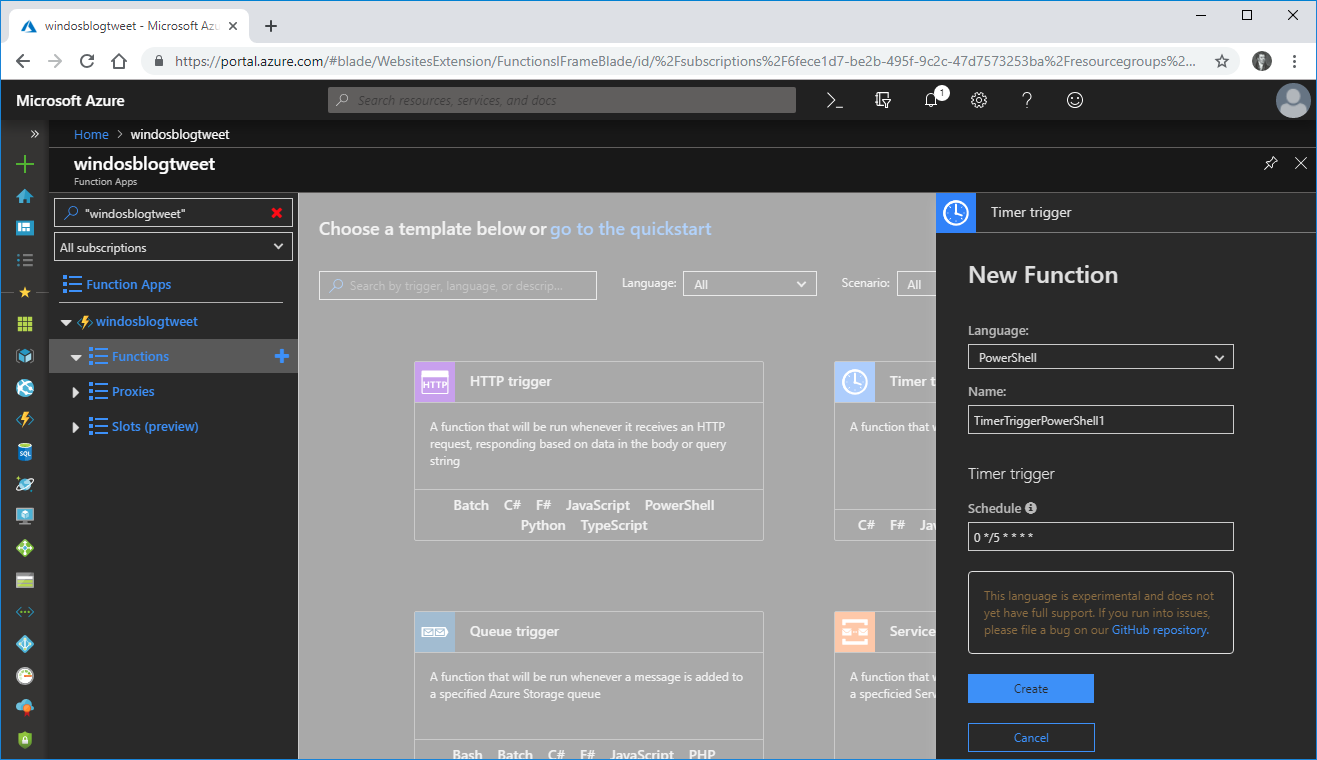 windosblogtweet - Microsoft Azu
https://portal.azure.com/#blade/WebsitesExtension/FunctionsIFrameBlade/id/%2Fsubscriptions%2F6fece1d7-be2b-495f-9c2c-47d7573253ba%2Fresourcegroups%2...
Microsoft Azure
Search resources, services, and docs
1
Home > windosblogtweet
windosblogtweet
Function Apps
"windosblogtweet"
All subscriptions
Function Apps
windosblogtweet
Functions
Proxies
Slots (preview)
Choose a template below or go to the quickstart
Search by trigger, language, or descrip...
Language: All
Scenario: All
HTTP
HTTP trigger
A function that will be run whenever it receives an HTTP
request, responding based on data in the body or query
string
Batch C# F# JavaScript PowerShell
Python TypeScript
Timer t
A function that w
C# F# Jav
Queue trigger
A function that will be run whenever a message is added to
a specified Azure Storage queue
Bash Batch C# F# JavaScript PHP
Service
A function that w
a specficied Serv
C# F# Jav
SQL
Timer trigger
New Function
Language:
PowerShell
Name:
TimerTriggerPowerShell1
Timer trigger
Schedule
0 */5 * * * *
This language is experimental and does not
yet have full support. If you run into issues,
please file a bug on our GitHub repository.
Create
Cancel